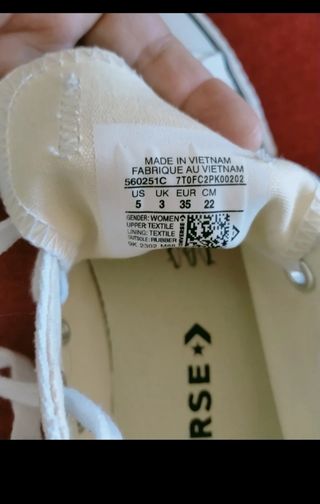 MADE IN VIETNAM
FABRIQUE AU VIETNAM
560251C 7T0FC2PK00202
US UK EUR CM
5 3 35 22
GENDER: WOMEN
UPPER:TEXTILE
LINING: TEXTILE
OUTSOLE: RUBBER
RSE